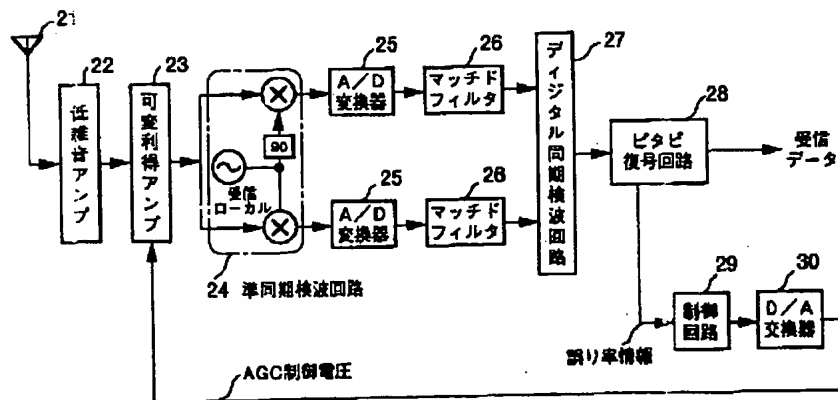 21
22
低雑音アンプ
23
可変利得アンプ
90
受信
ローカル
24 準同期検波回路
25
A/D
変換器
26
マッチド
フィルタ
25
A/D
変換器
26
マッチド
フィルタ
27
ディジタル同期検波回路
28
ビタビ
復号回路
受信
データ
誤り率情報
29
制御
回路
30
D/A
交換器
AGC制御電圧